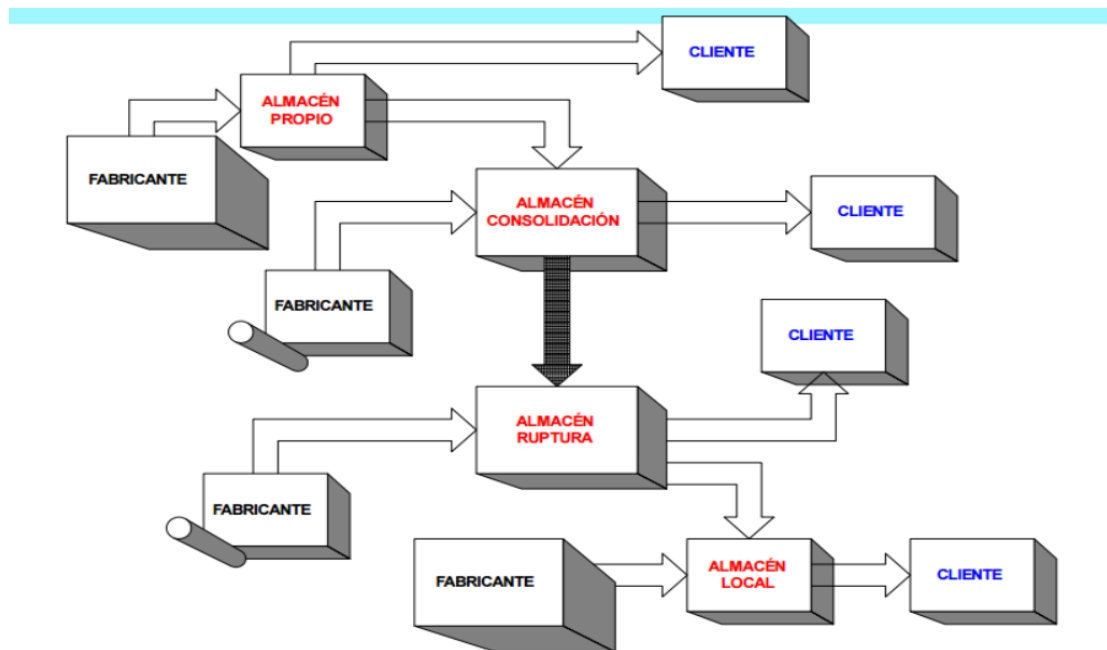 CLIENTE
ALMACÉN
PROPIO
FABRICANTE
ALMACÉN
CONSOLIDACIÓN
CLIENTE
FABRICANTE
CLIENTE
ALMACÉN
RUPTURA
FABRICANTE
ALMACÉN
LOCAL
CLIENTE
FABRICANTE